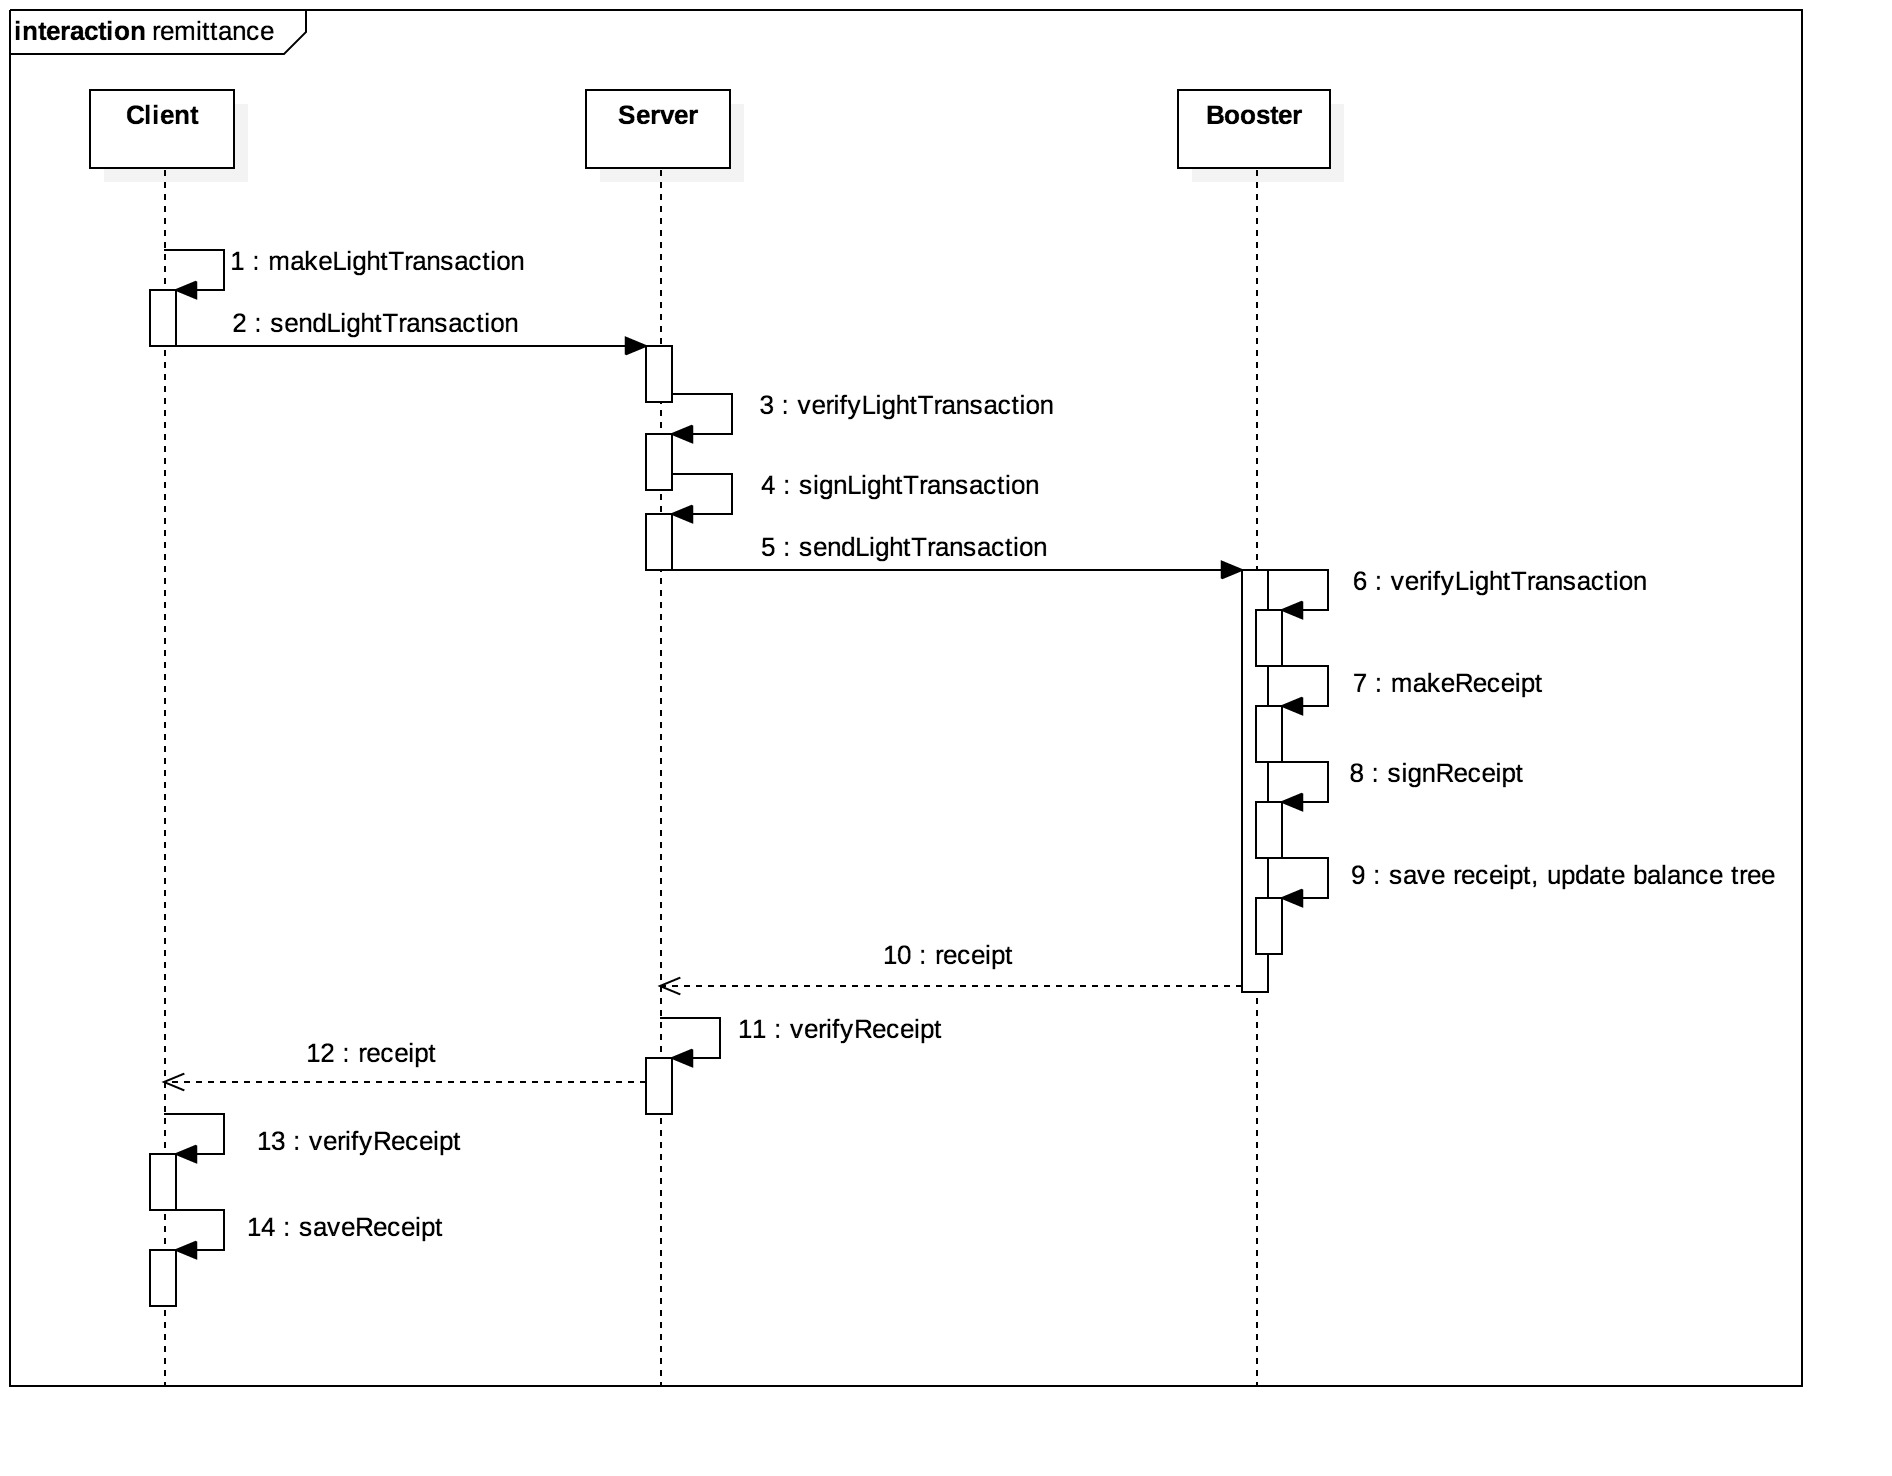 interaction remittance
Client
Server
Booster
1 : makeLightTransaction
2 : sendLightTransaction
3 : verifyLightTransaction
4 : signLightTransaction
5 : sendLightTransaction
6 : verifyLightTransaction
7 : makeReceipt
8 : signReceipt
9 : save receipt, update balance tree
10 : receipt
11 : verifyReceipt
12 : receipt
13 : verifyReceipt
14 : saveReceipt